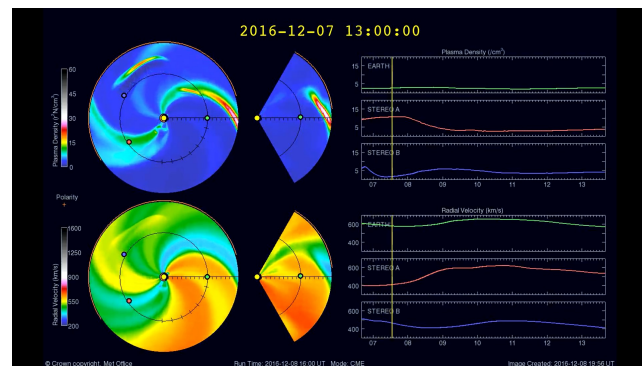 2016-12-07 13:00:00
Plasma Density (/cm³)
Plasma Density (r²N/cm³)
60
45
30
15
0
EARTH
15
5
STEREO A
15
5
STEREO B
15
5
07 08 09 10 11 12 13
Polarity
+
Radial Velocity (km/s)
Radial Velocity (km/s)
1600
1250
900
550
200
EARTH
600
400
STEREO A
600
400
STEREO B
600
400
07 08 09 10 11 12 13
© Crown copyright. Met Office
Run Time: 2016-12-08 16:00 UT Mode: CME
Image Created: 2016-12-08 19:56 UT